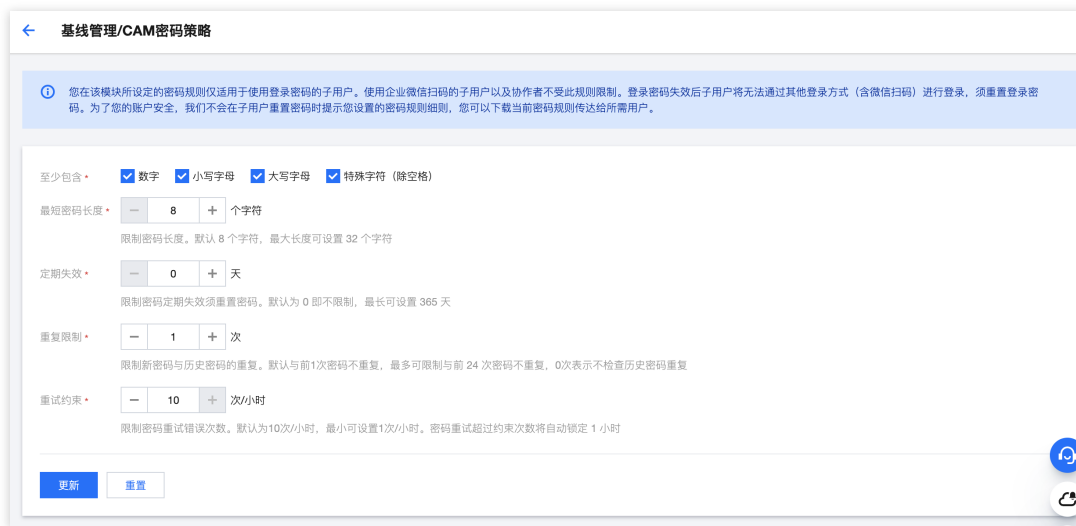 基线管理/CAM密码策略
您在该模块所设定的密码规则仅适用于使用登录密码的子用户。使用企业微信扫码的子用户以及协作者不受此规则限制。登录密码失效后子用户将无法通过其他登录方式（含微信扫码）进行登录，须重置登录密
码。为了您的账户安全，我们不会在子用户重置密码时提示您设置的密码规则细则，您可以下载当前密码规则传达给所需用户。
至少包含* 数字 小写字母 大写字母 特殊字符（除空格）
最短密码长度* − 8 + 个字符
限制密码长度。默认 8 个字符，最大长度可设置 32 个字符
定期失效* − 0 + 天
限制密码定期失效须重置密码。默认为 0 即不限制，最长可设置 365 天
重复限制* − 1 + 次
限制新密码与历史密码的重复。默认与前1次密码不重复，最多可限制与前 24 次密码不重复，0次表示不检查历史密码重复
重试约束* − 10 + 次/小时
限制密码重试错误次数。默认为10次/小时，最小可设置1次/小时。密码重试超过约束次数将自动锁定 1 小时
更新 重置